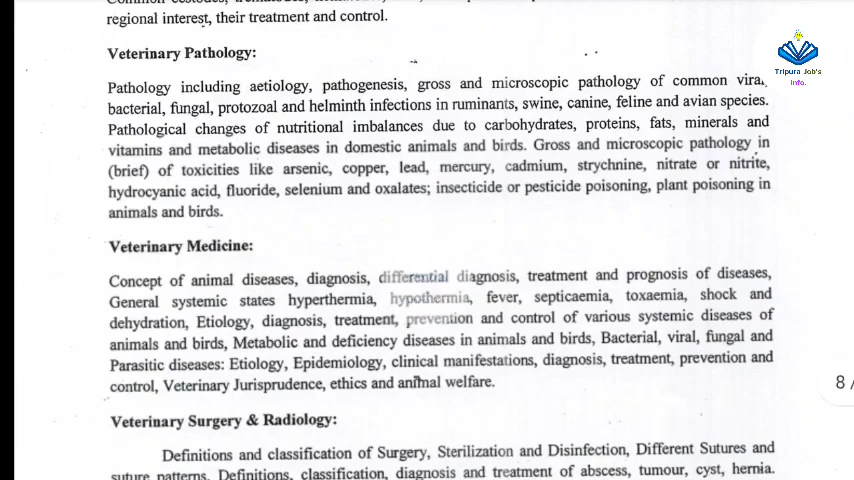 regional interest, their treatment and control.
Veterinary Pathology:
Pathology including aetiology, pathogenesis, gross and microscopic pathology of common viral,
bacterial, fungal, protozoal and helminth infections in ruminants, swine, canine, feline and avian species.
Pathological changes of nutritional imbalances due to carbohydrates, proteins, fats, minerals and
vitamins and metabolic diseases in domestic animals and birds. Gross and microscopic pathology in
(brief) of toxicities like arsenic, copper, lead, mercury, cadmium, strychnine, nitrate or nitrite,
hydrocyanic acid, fluoride, selenium and oxalates; insecticide or pesticide poisoning, plant poisoning in
animals and birds.
Veterinary Medicine:
Concept of animal diseases, diagnosis, differential diagnosis, treatment and prognosis of diseases,
General systemic states hyperthermia, hypothermia, fever, septicaemia, toxaemia, shock and
dehydration, Etiology, diagnosis, treatment, prevention and control of various systemic diseases of
animals and birds, Metabolic and deficiency diseases in animals and birds, Bacterial, viral, fungal and
Parasitic diseases: Etiology, Epidemiology, clinical manifestations, diagnosis, treatment, prevention and
control, Veterinary Jurisprudence, ethics and animal welfare.
Veterinary Surgery & Radiology:
Definitions and classification of Surgery, Sterilization and Disinfection, Different Sutures and
suture patterns. Definitions, classification, diagnosis and treatment of abscess, tumour, cyst, hernia.
Tripura Job's
Info.
8 /